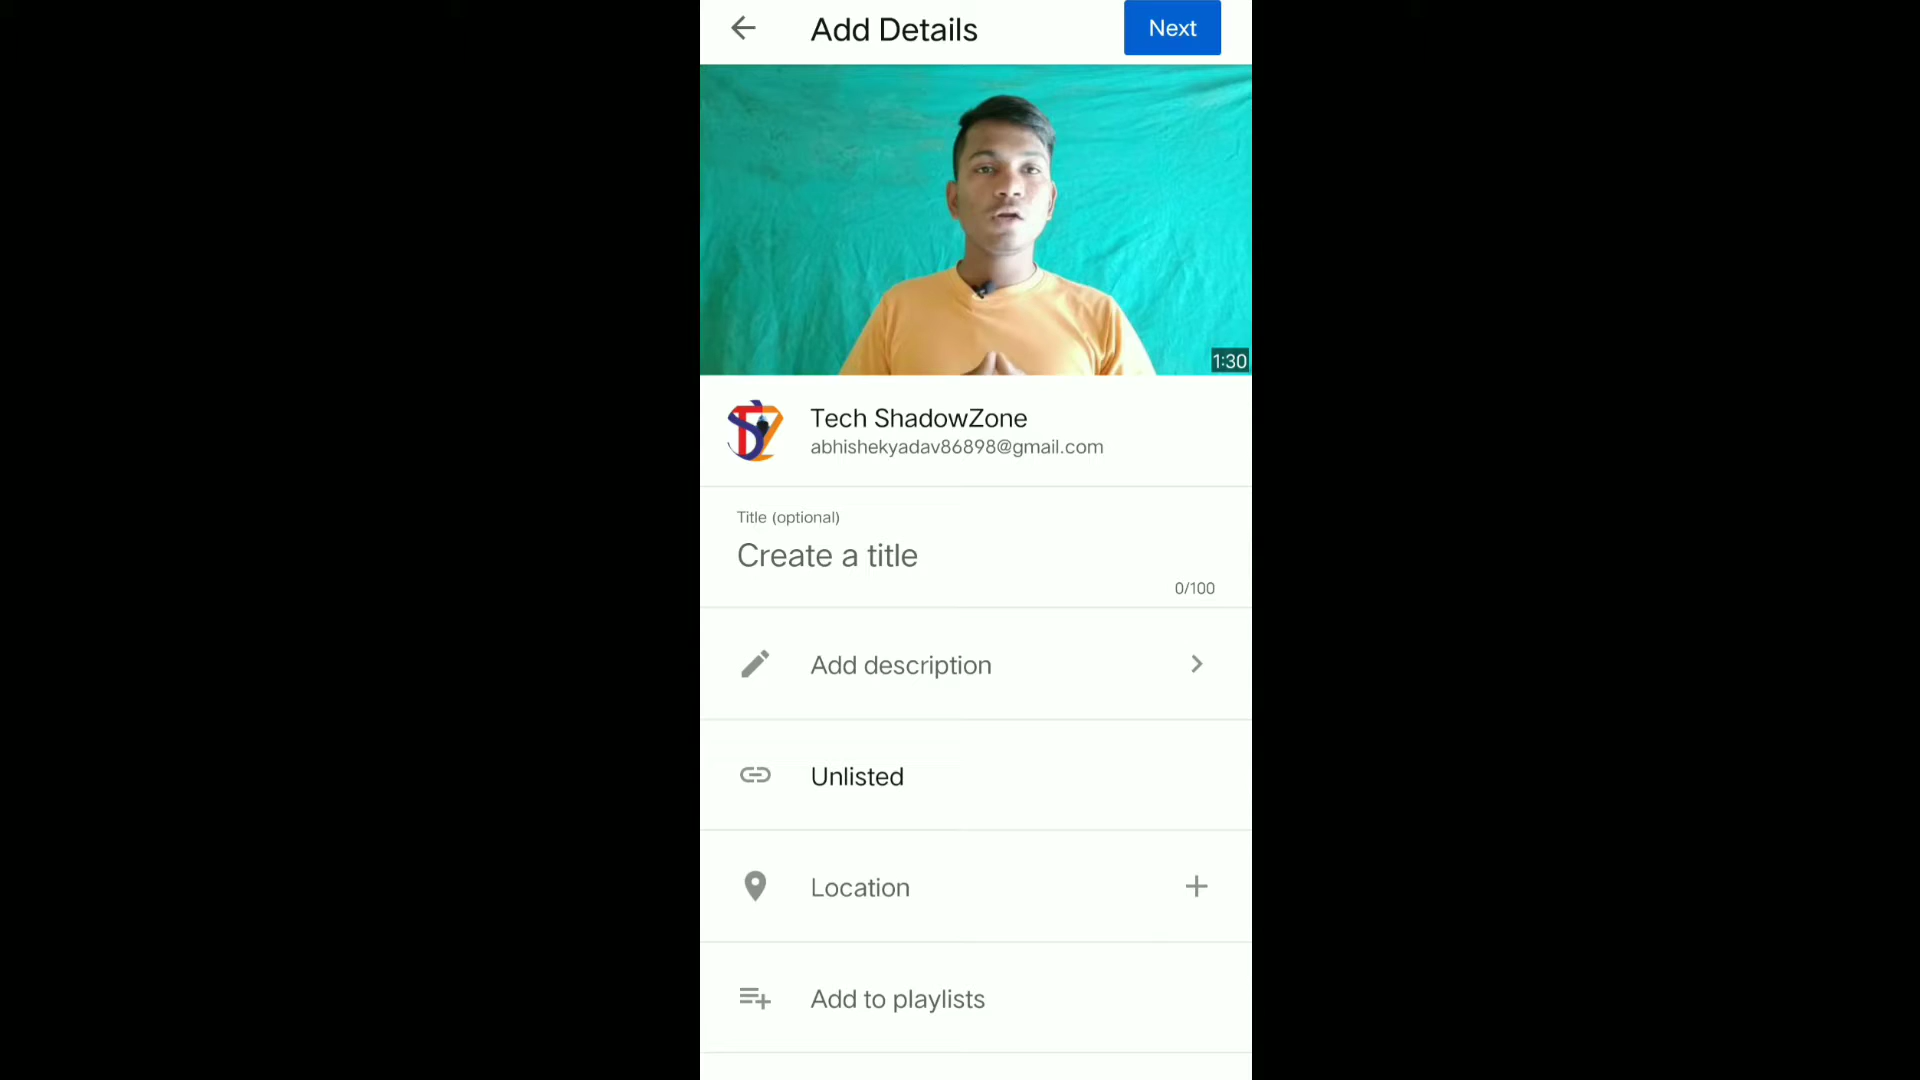 Add Details
Next
1:30
Tech ShadowZone
abhishekyadav86898@gmail.com
Title (optional)
Create a title
0/100
Add description
Unlisted
Location
Add to playlists